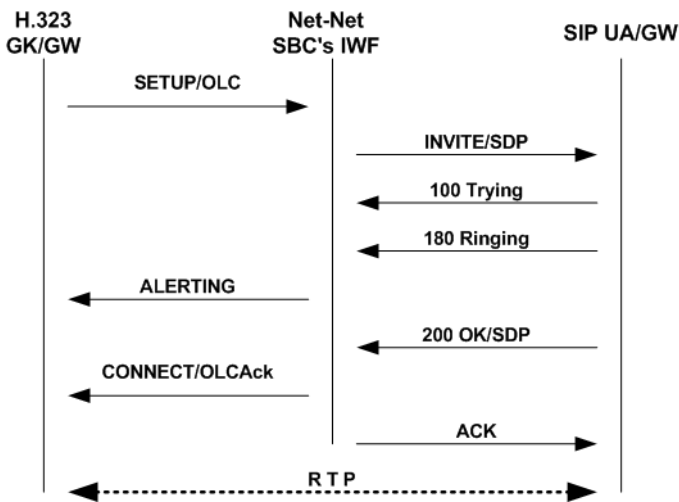 H.323
GK/GW
Net-Net
SBC's IWF
SIP UA/GW
SETUP/OLC
INVITE/SDP
100 Trying
180 Ringing
ALERTING
200 OK/SDP
CONNECT/OLCAck
ACK
R T P